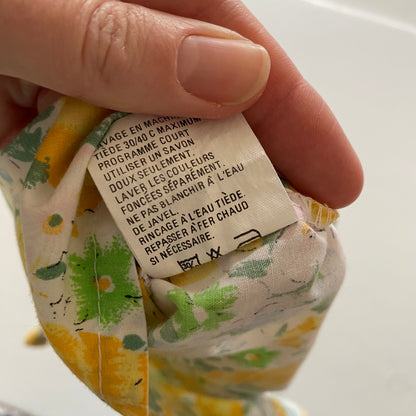 LAVAGE EN MACHINE
TIÈDE 30/40 C MAXIMUM
PROGRAMME COURT
UTILISER UN SAVON
DOUX SEULEMENT.
LAVER LES COULEURS
FONCÉES SÉPARÉMENT.
NE PAS BLANCHIR À L'EAU
DE JAVEL.
RINCAGE À L'EAU TIÈDE
REPASSER À FER CHAUD
SI NÉCESSAIRE.